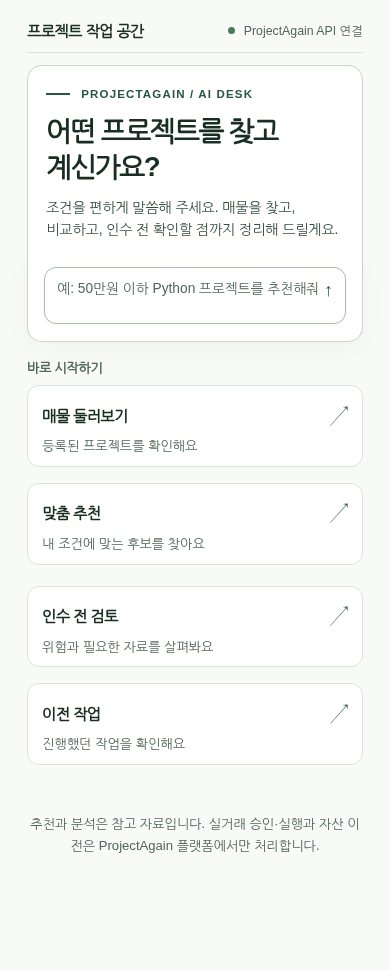 프로젝트 작업 공간
ProjectAgain API 연결
PROJECTAGAIN / AI DESK
어떤 프로젝트를 찾고
계신가요?
조건을 편하게 말씀해 주세요. 매물을 찾고,
비교하고, 인수 전 확인할 점까지 정리해 드릴게요.
예: 50만원 이하 Python 프로젝트를 추천해줘 ↑
바로 시작하기
매물 둘러보기
등록된 프로젝트를 확인해요
맞춤 추천
내 조건에 맞는 후보를 찾아요
인수 전 검토
위험과 필요한 자료를 살펴봐요
이전 작업
진행했던 작업을 확인해요
추천과 분석은 참고 자료입니다. 실거래 승인·실행과 자산 이
전은 ProjectAgain 플랫폼에서만 처리합니다.